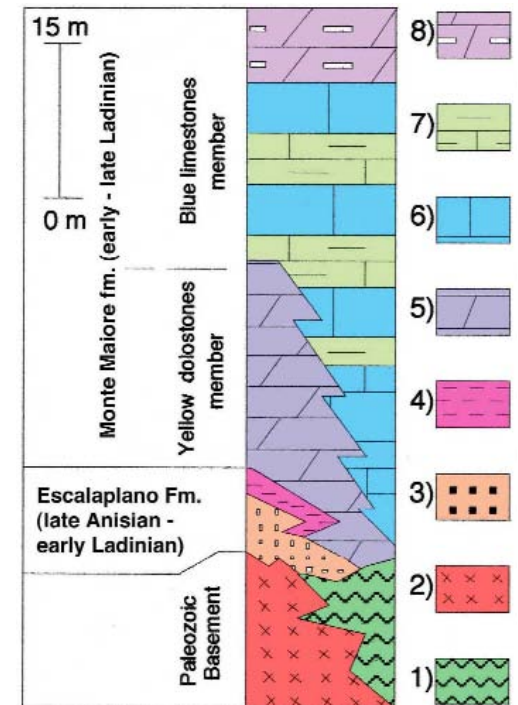 15 m
0 m
Monte Maiore fm. (early - late Ladinian)
Blue limestones
member
Yellow dolostones
member
Escalaplano Fm.
(late Anisian -
early Ladinian)
Paleozoic
Basement
8)
7)
6)
5)
4)
3)
2)
1)